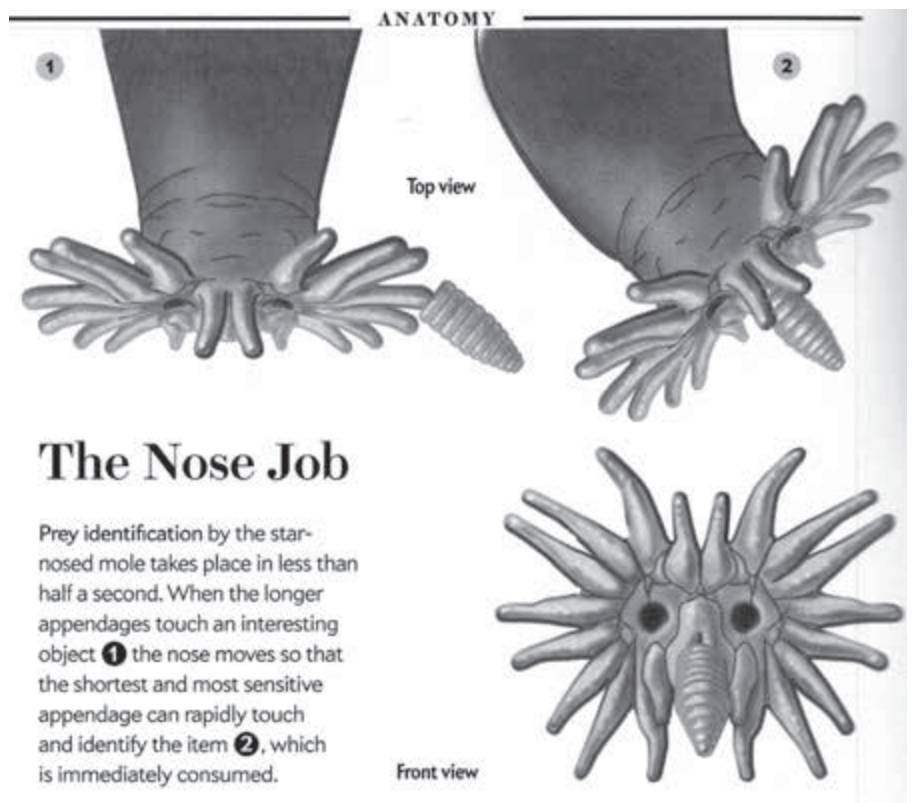 ANATOMY
1
2
Top view
The Nose Job
Prey identification by the star-
nosed mole takes place in less than
half a second. When the longer
appendages touch an interesting
object 1 the nose moves so that
the shortest and most sensitive
appendage can rapidly touch
and identify the item 2, which
is immediately consumed.
Front view